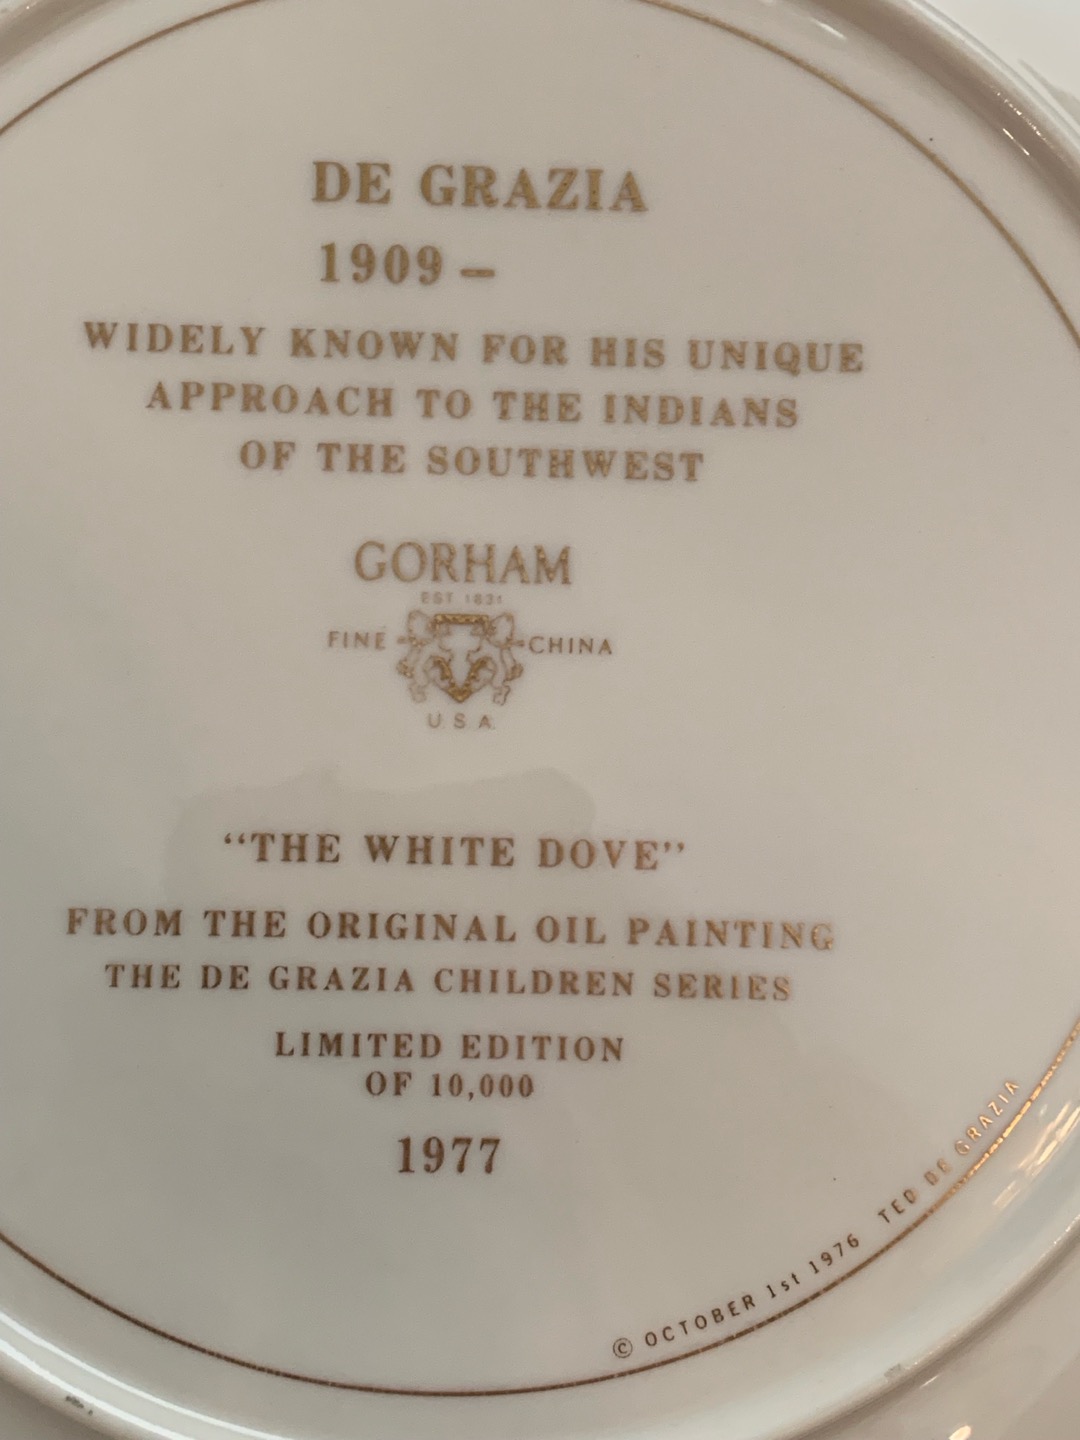 DE GRAZIA
1909 –
WIDELY KNOWN FOR HIS UNIQUE
APPROACH TO THE INDIANS
OF THE SOUTHWEST
GORHAM
EST 1831
FINE CHINA
U. S. A.
“THE WHITE DOVE”
FROM THE ORIGINAL OIL PAINTING
THE DE GRAZIA CHILDREN SERIES
LIMITED EDITION
OF 10,000
1977
© OCTOBER 1st 1976 TED DE GRAZIA